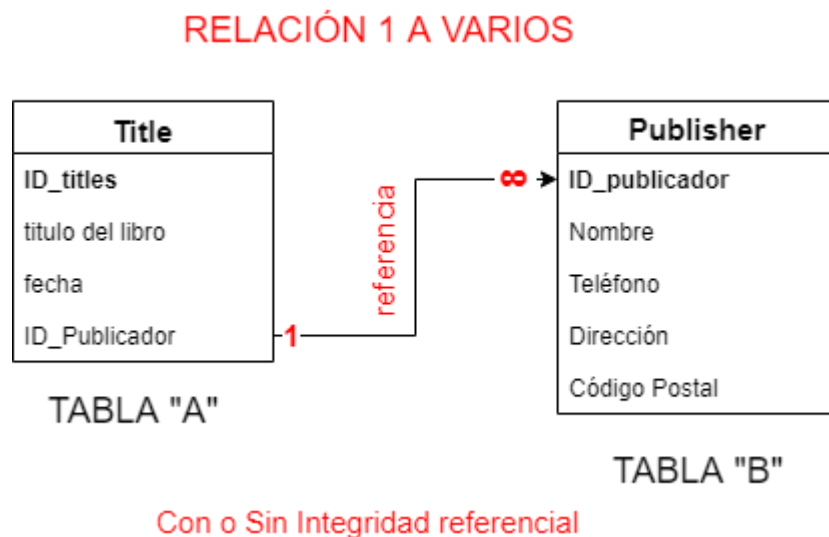 RELACIÓN 1 A VARIOS
Title
ID_titles
titulo del libro
fecha
ID_Publicador
TABLA "A"
1
referencia
∞
Publisher
ID_publicador
Nombre
Teléfono
Dirección
Código Postal
TABLA "B"
Con o Sin Integridad referencial